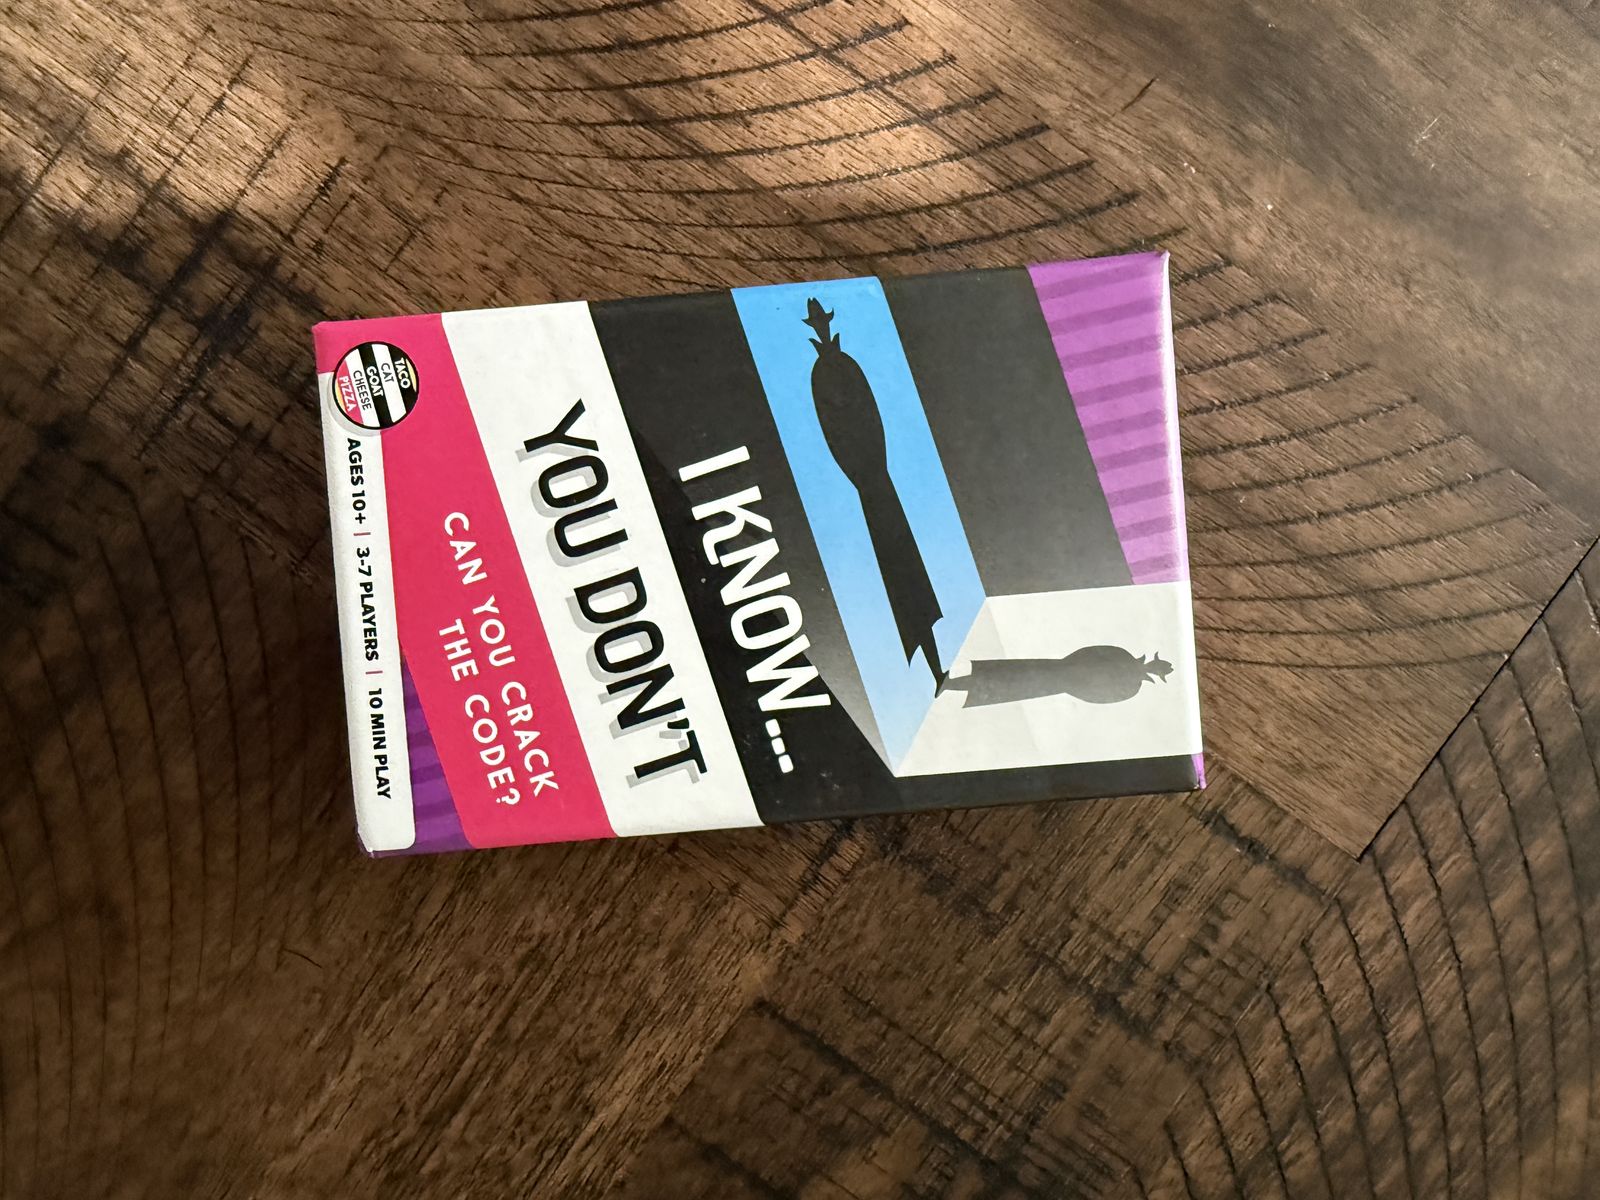 I KNOW...
YOU DON'T
CAN YOU CRACK
THE CODE?
TACO
CAT
GOAT
CHEESE
PIZZA
AGES 10+ | 3-7 PLAYERS | 10 MIN PLAY